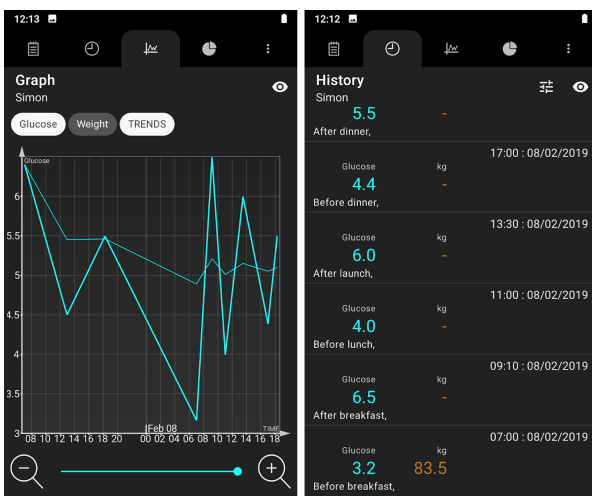 12:13
Graph
Simon
Glucose Weight TRENDS
Glucose
6
5.5
5
4.5
4
3.5
3
Feb 08
TIME
08 10 12 14 16 18 20 00 02 04 06 08 10 12 14 16 18
12:12
History
Simon
5.5 -
After dinner,
17:00 : 08/02/2019
Glucose kg
4.4 -
Before dinner,
13:30 : 08/02/2019
Glucose kg
6.0 -
After launch,
11:00 : 08/02/2019
Glucose kg
4.0 -
Before lunch,
09:10 : 08/02/2019
Glucose kg
6.5 -
After breakfast,
07:00 : 08/02/2019
Glucose kg
3.2 83.5
Before breakfast,